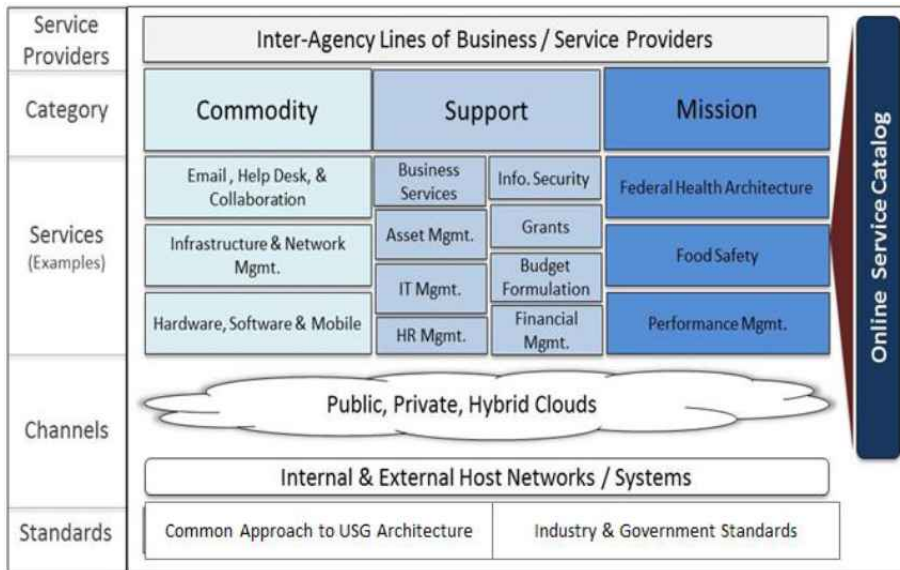 Service
Providers
Inter-Agency Lines of Business / Service Providers
Category
Commodity
Support
Mission
Services
(Examples)
Email , Help Desk, &
Collaboration
Infrastructure & Network
Mgmt.
Hardware, Software & Mobile
Business
Services
Asset Mgmt.
IT Mgmt.
HR Mgmt.
Info. Security
Grants
Budget
Formulation
Financial
Mgmt.
Federal Health Architecture
Food Safety
Performance Mgmt.
Channels
Public, Private, Hybrid Clouds
Internal & External Host Networks / Systems
Standards
Common Approach to USG Architecture
Industry & Government Standards
Online Service Catalog